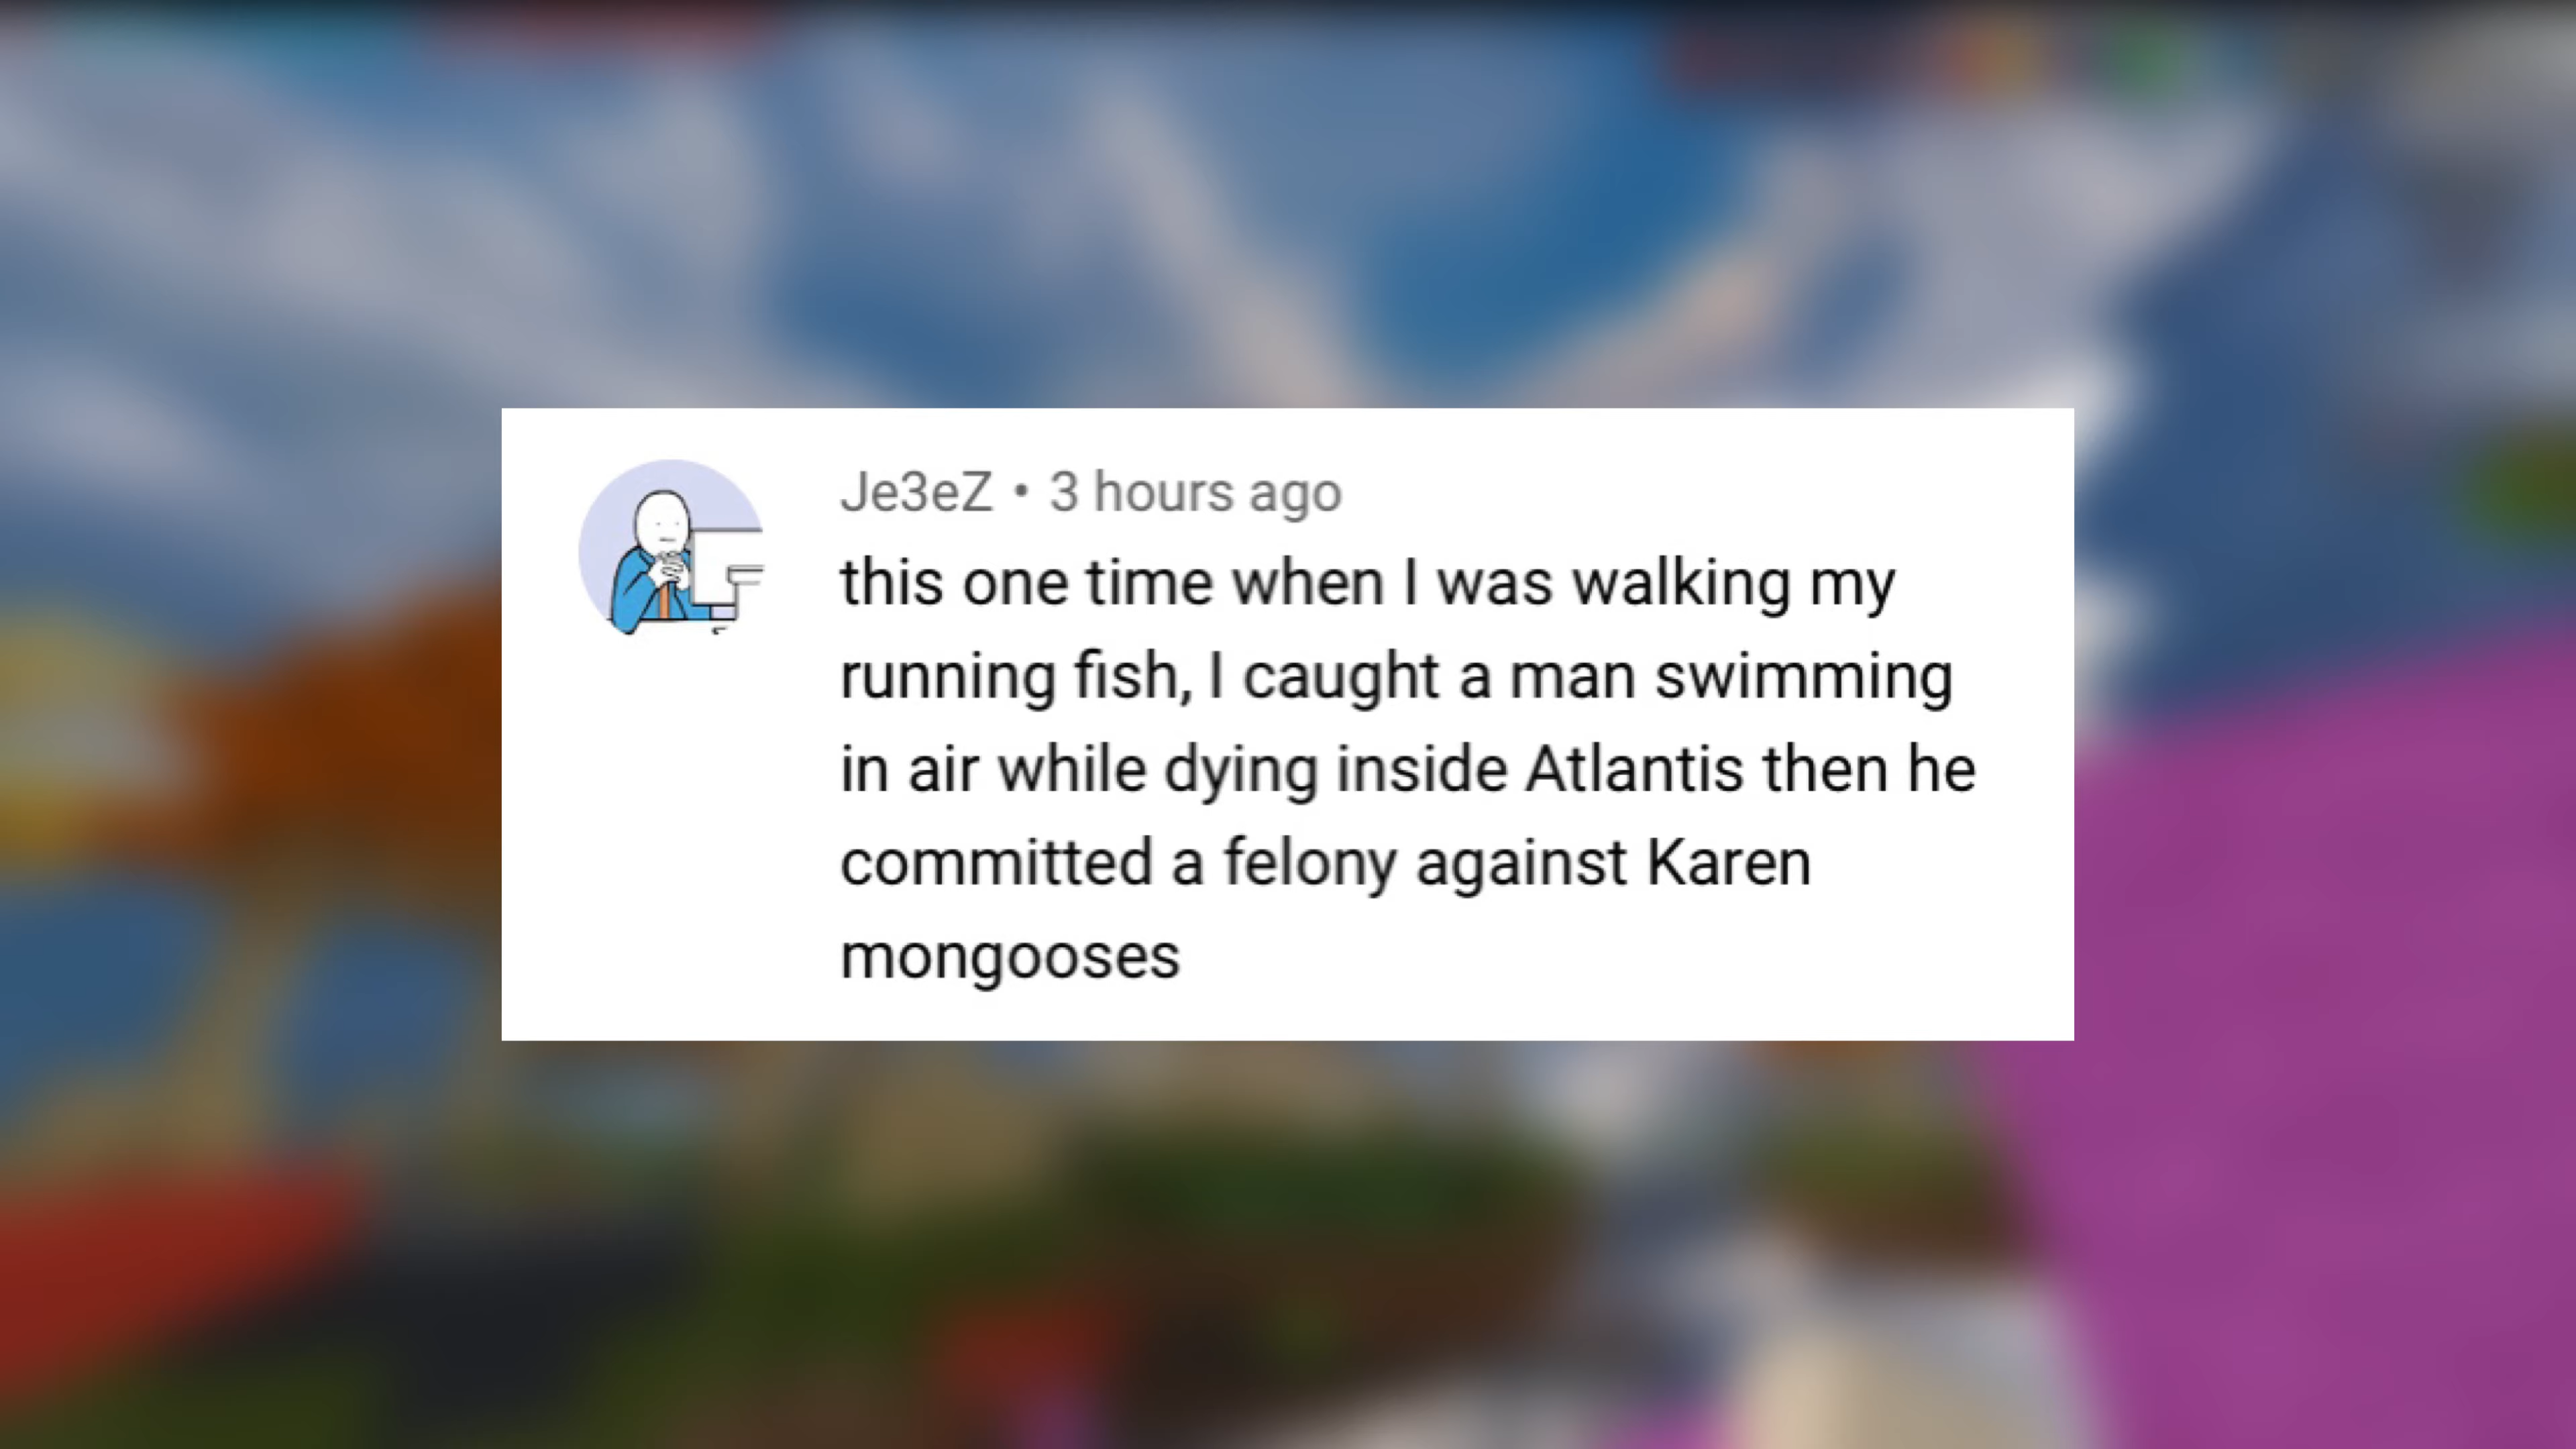 Je3eZ • 3 hours ago
this one time when I was walking my
running fish, I caught a man swimming
in air while dying inside Atlantis then he
committed a felony against Karen
mongooses